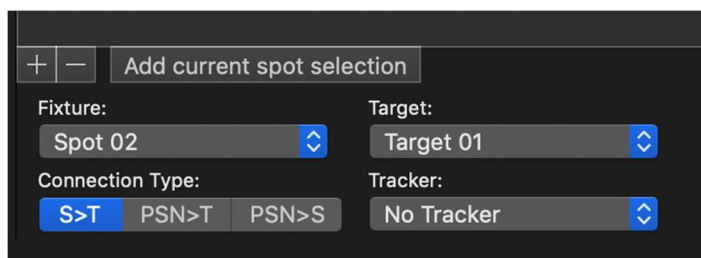 + − Add current spot selection
Fixture: Target:
Spot 02 Target 01
Connection Type: Tracker:
S>T PSN>T PSN>S No Tracker